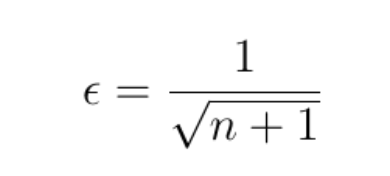 ϵ = 1/√(n + 1)